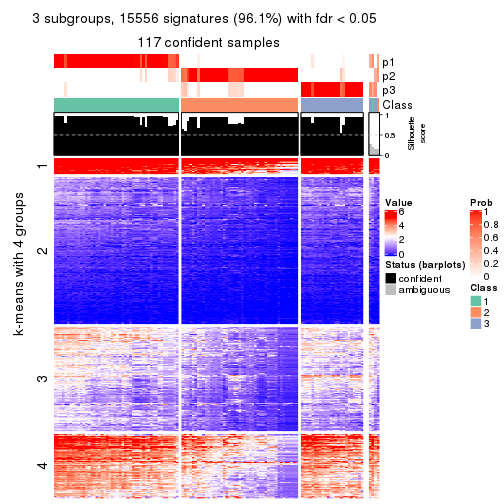 3 subgroups, 15556 signatures (96.1%) with fdr < 0.05
117 confident samples
p1
p2
p3
Class
1
0.5
0
Silhouette
score
k-means with 4 groups
1
2
3
4
Value
6
4
2
0
Status (barplots)
confident
ambiguous
Prob
1
0.8
0.6
0.4
0.2
0
Class
1
2
3